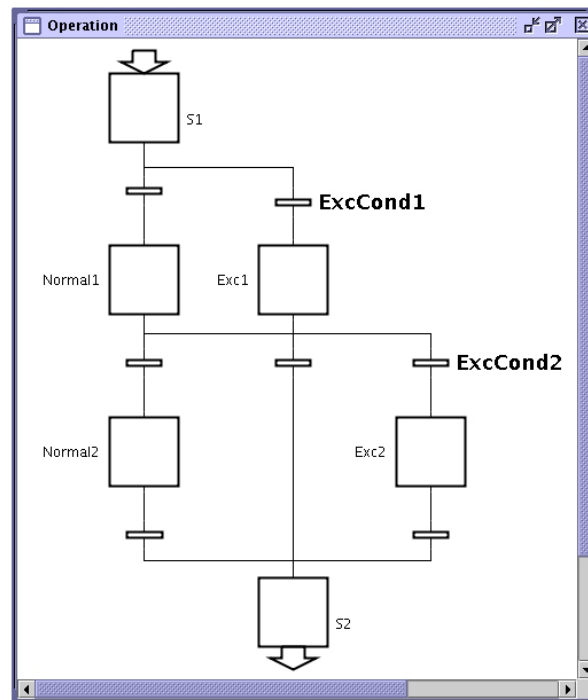 Operation
S1
ExcCond1
Normal1
Exc1
ExcCond2
Normal2
Exc2
S2